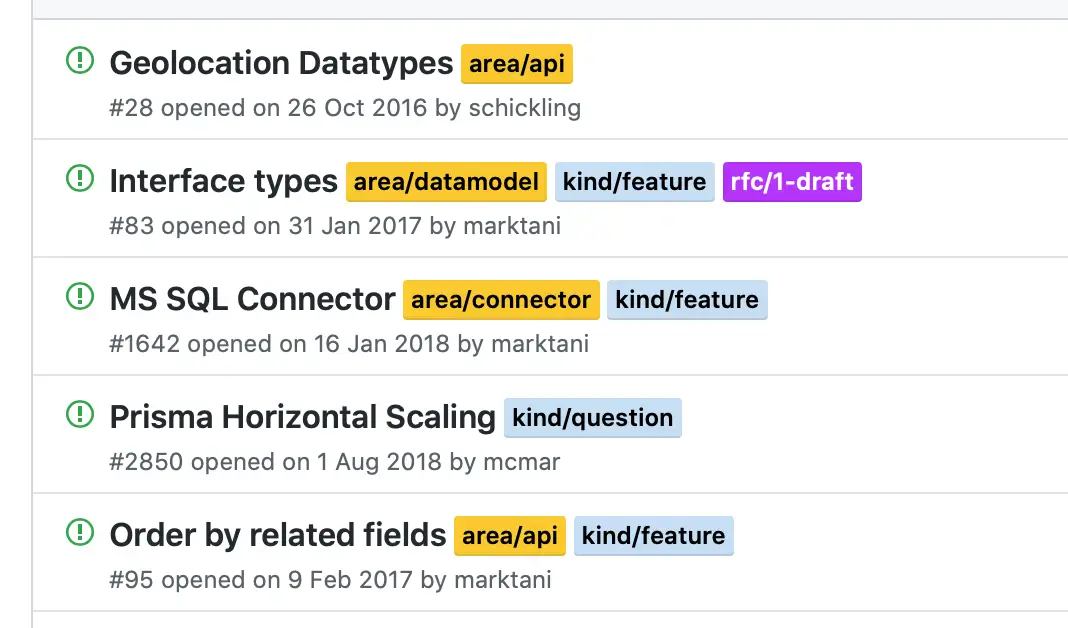 Geolocation Datatypes area/api
#28 opened on 26 Oct 2016 by schickling
Interface types area/datamodel kind/feature rfc/1-draft
#83 opened on 31 Jan 2017 by marktani
MS SQL Connector area/connector kind/feature
#1642 opened on 16 Jan 2018 by marktani
Prisma Horizontal Scaling kind/question
#2850 opened on 1 Aug 2018 by mcmar
Order by related fields area/api kind/feature
#95 opened on 9 Feb 2017 by marktani